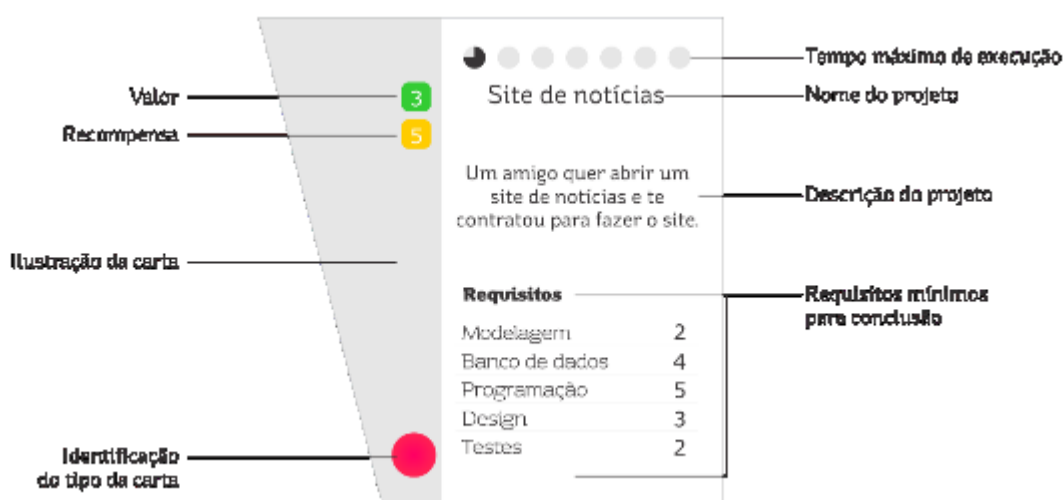 Tempo máximo de execução
Valor
3
Site de notícias
Nome do projeto
Recompensa
5
Um amigo quer abrir um
site de notícias e te
contratou para fazer o site.
Descrição do projeto
Ilustração da carta
Requisitos
Requisitos mínimos
para conclusão
Modelagem 2
Banco de dados 4
Programação 5
Design 3
Testes 2
Identificação
do tipo da carta